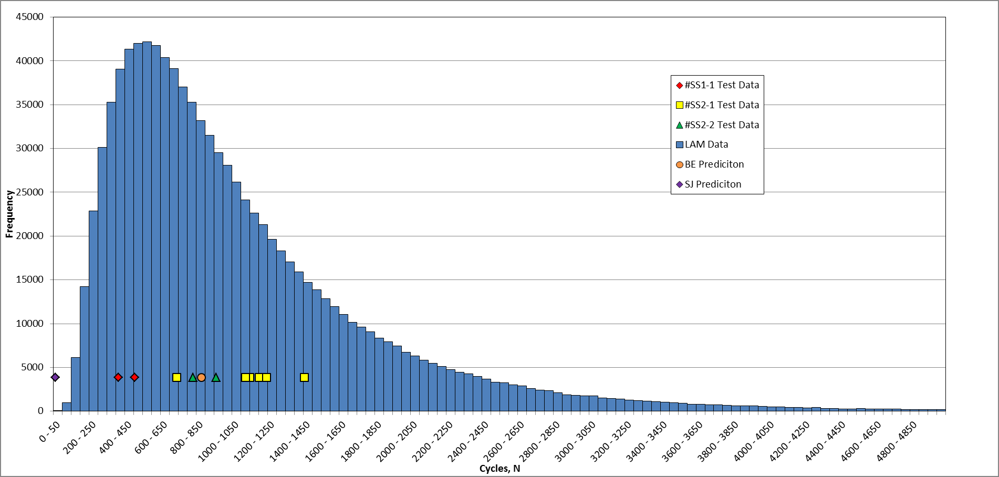 45000
40000
35000
30000
25000
20000
15000
10000
5000
0
Frequency
#SS1-1 Test Data
#SS2-1 Test Data
#SS2-2 Test Data
LAM Data
BE Prediciton
SJ Prediciton
0 - 50
200 - 250
400 - 450
600 - 650
800 - 850
1000 - 1050
1200 - 1250
1400 - 1450
1600 - 1650
1800 - 1850
2000 - 2050
2200 - 2250
2400 - 2450
2600 - 2650
2800 - 2850
3000 - 3050
3200 - 3250
3400 - 3450
3600 - 3650
3800 - 3850
4000 - 4050
4200 - 4250
4400 - 4450
4600 - 4650
4800 - 4850
Cycles, N